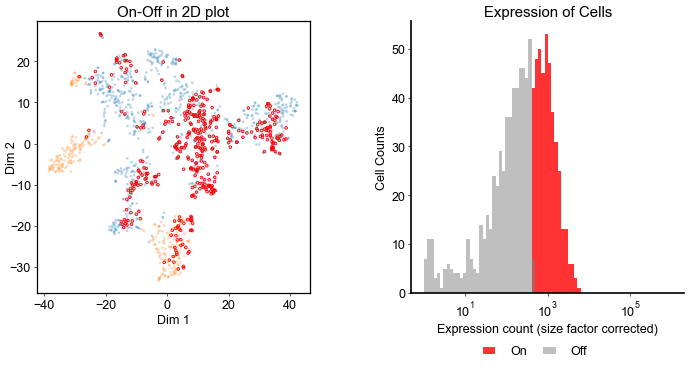 On-Off in 2D plot
20
10
0
−10
−20
−30
Dim 2
−40
−20
0
20
40
Dim 1
Expression of Cells
50
40
30
20
10
0
Cell Counts
10^1
10^3
10^5
Expression count (size factor corrected)
On
Off